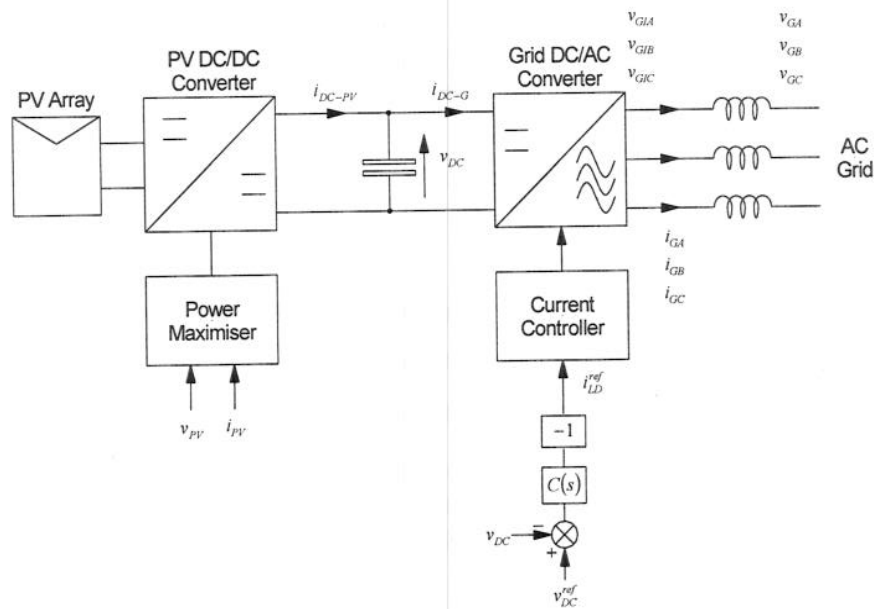 PV Array
PV DC/DC
Converter
i_{DC-PV}
i_{DC-G}
v_{DC}
Grid DC/AC
Converter
v_{GIA}
v_{GIB}
v_{GIC}
v_{GA}
v_{GB}
v_{GC}
AC
Grid
i_{GA}
i_{GB}
i_{GC}
Power
Maximiser
v_{PV}
i_{PV}
Current
Controller
i_{LD}^{ref}
-1
C(s)
v_{DC}
−
+
v_{DC}^{ref}